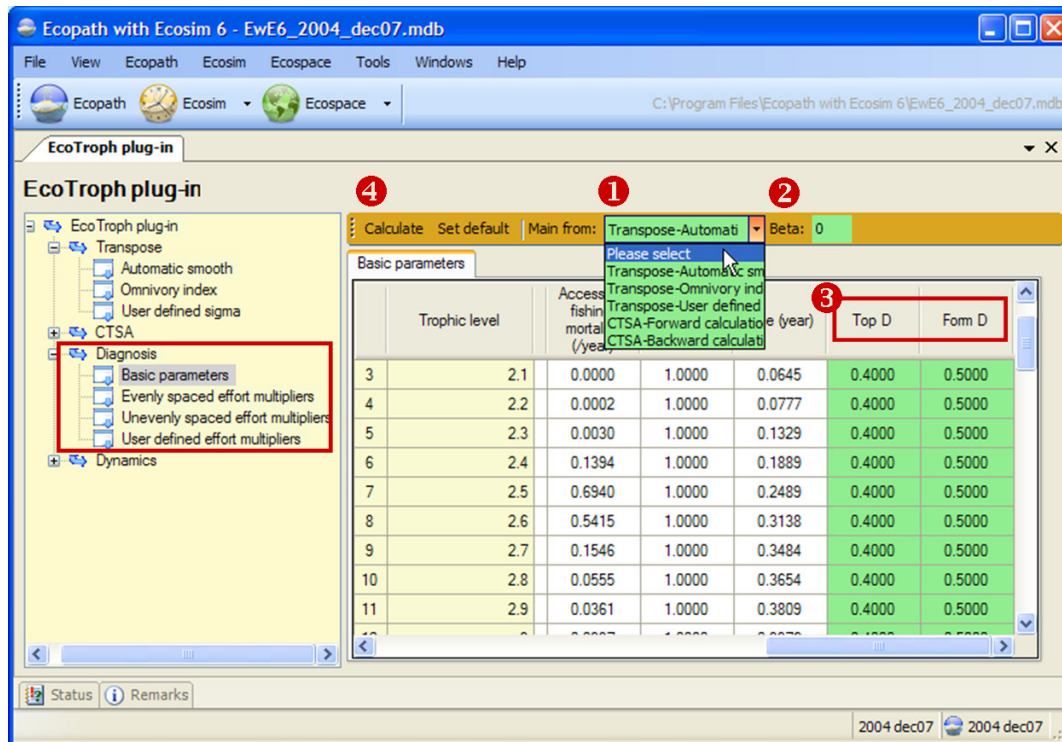 Ecopath with Ecosim 6 - EwE6_2004_dec07.mdb
File View Ecopath Ecosim Ecospace Tools Windows Help
Ecopath Ecosim Ecospace C:\Program Files\Ecopath with Ecosim 6\EwE6_2004_dec07.mdb
EcoTroph plug-in
EcoTroph plug-in
4 1 2
EcoTroph plug-in
Transpose
Automatic smooth
Omnivory index
User defined sigma
CTSA
Diagnosis
Basic parameters
Evenly spaced effort multipliers
Unevenly spaced effort multipliers
User defined effort multipliers
Dynamics
Calculate Set default Main from: Transpose-Automati Beta: 0
Please select
Transpose-Automatic sm
Transpose-Omnivory ind
Transpose-User defined
CTSA-Forward calculatio
CTSA-Backward calculati
Basic parameters
3
Trophic level Access fishin mortal (/year) e (year) Top D Form D
3 2.1 0.0000 1.0000 0.0645 0.4000 0.5000
4 2.2 0.0002 1.0000 0.0777 0.4000 0.5000
5 2.3 0.0030 1.0000 0.1329 0.4000 0.5000
6 2.4 0.1394 1.0000 0.1889 0.4000 0.5000
7 2.5 0.6940 1.0000 0.2489 0.4000 0.5000
8 2.6 0.5415 1.0000 0.3138 0.4000 0.5000
9 2.7 0.1546 1.0000 0.3484 0.4000 0.5000
10 2.8 0.0555 1.0000 0.3654 0.4000 0.5000
11 2.9 0.0361 1.0000 0.3809 0.4000 0.5000
Status Remarks
2004 dec07 2004 dec07